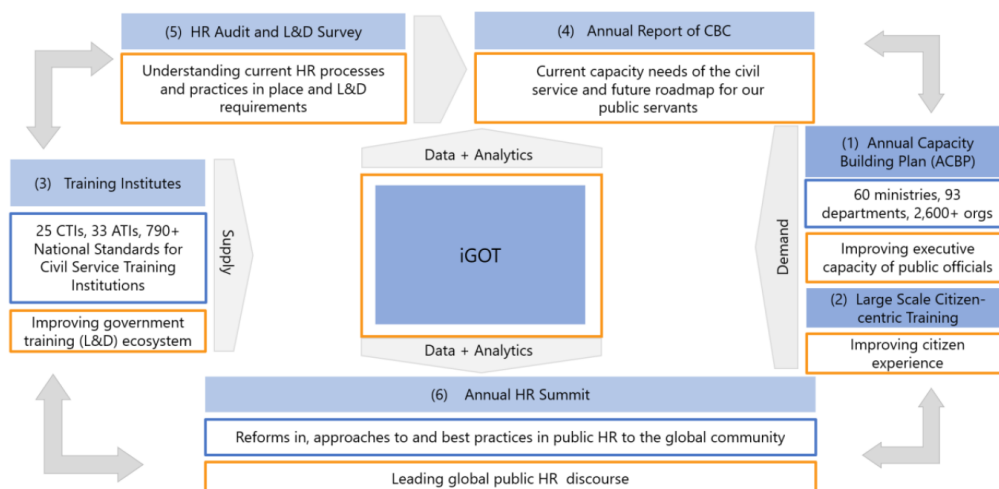 (5) HR Audit and L&D Survey
Understanding current HR processes
and practices in place and L&D
requirements
(4) Annual Report of CBC
Current capacity needs of the civil
service and future roadmap for our
public servants
(3) Training Institutes
25 CTIs, 33 ATIs, 790+
National Standards for
Civil Service Training
Institutions
Improving government
training (L&D) ecosystem
Supply
Data + Analytics
iGOT
Data + Analytics
Demand
(1) Annual Capacity
Building Plan (ACBP)
60 ministries, 93
departments, 2,600+ orgs
Improving executive
capacity of public officials
(2) Large Scale Citizen-
centric Training
Improving citizen
experience
(6) Annual HR Summit
Reforms in, approaches to and best practices in public HR to the global community
Leading global public HR discourse